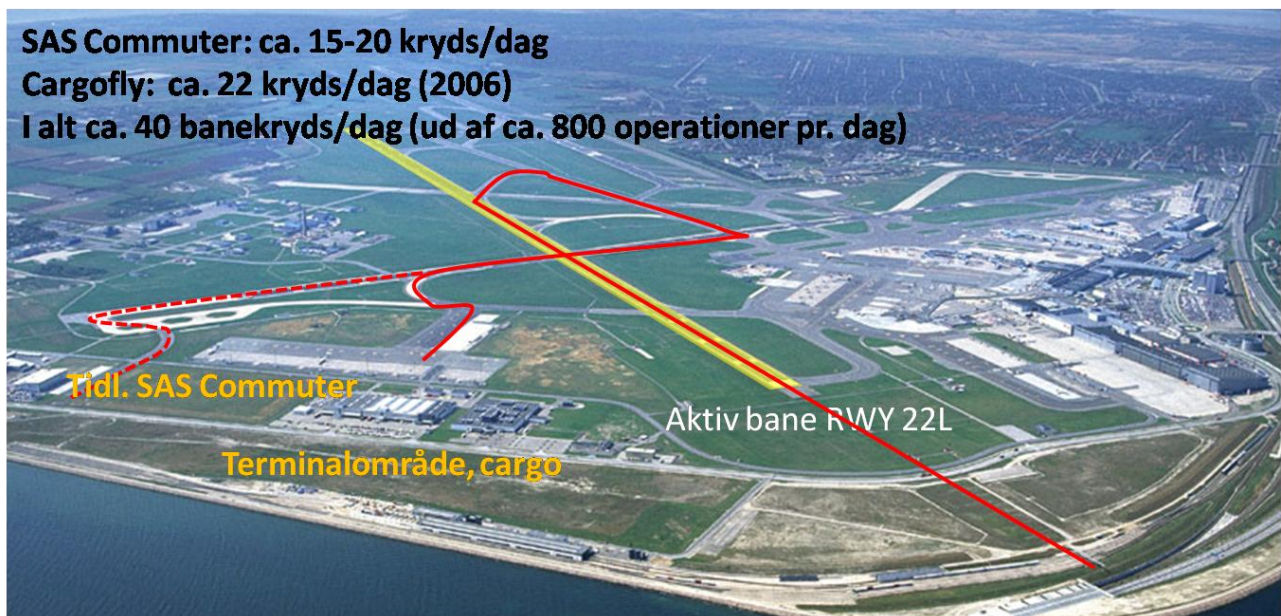 SAS Commuter: ca. 15-20 kryds/dag
Cargofly:  ca. 22 kryds/dag (2006)
I alt ca. 40 banekryds/dag (ud af ca. 800 operationer pr. dag)
Tidl. SAS Commuter
Aktiv bane RWY 22L
Terminalområde, cargo